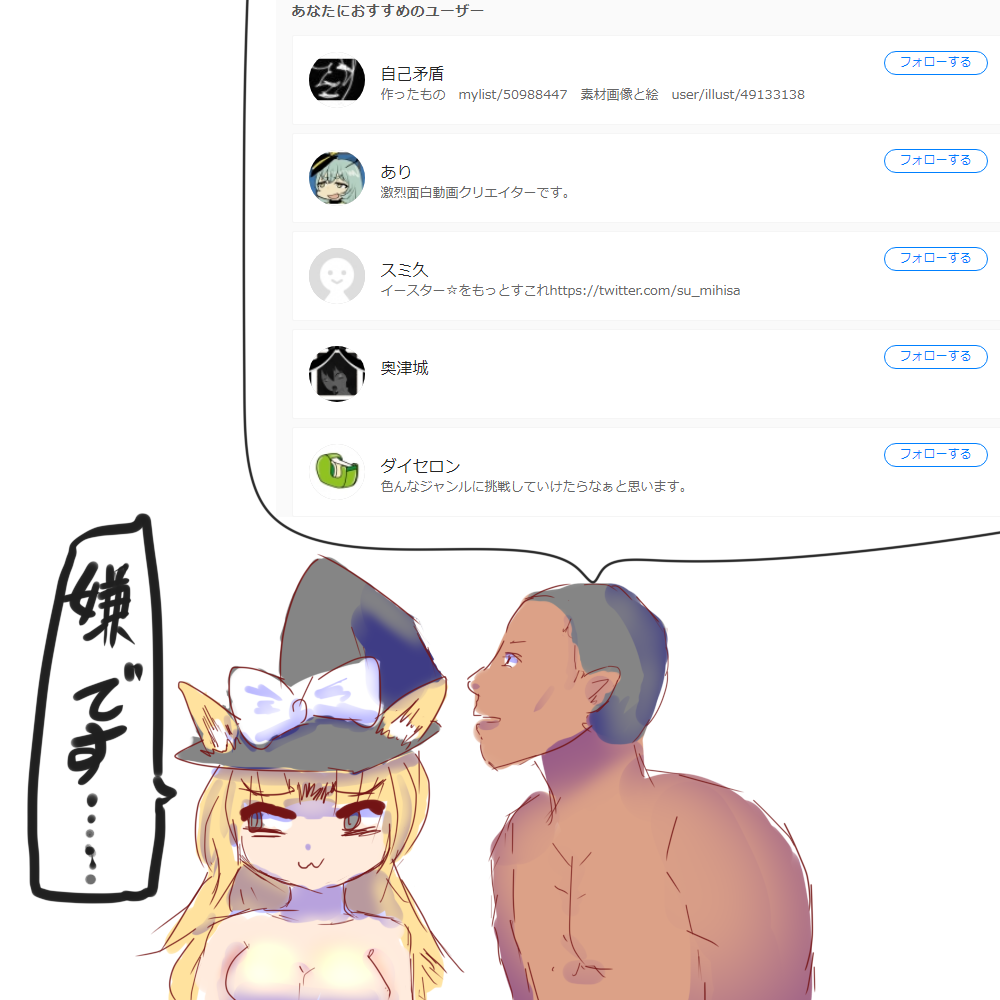 あなたにおすすめのユーザー
自己矛盾
フォローする
作ったもの　mylist/50988447　素材画像と絵　user/illust/49133138
あり
フォローする
激烈面白動画クリエイターです。
スミ久
フォローする
イースター☆をもっとすこれhttps://twitter.com/su_mihisa
奥津城
フォローする
ダイセロン
フォローする
色んなジャンルに挑戦していけたらなぁと思います。
嫌です……